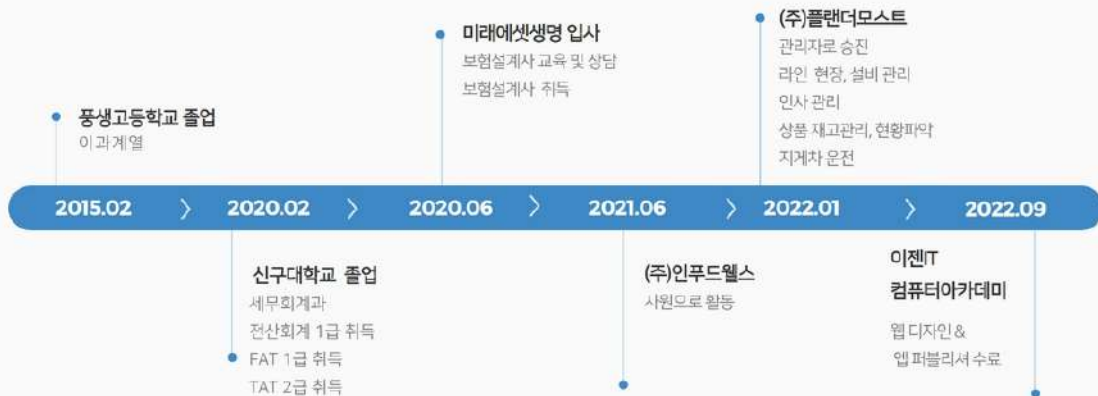 미래에셋생명 입사
보험설계사 교육 및 상담
보험설계사 취득
(주)플랜더모스트
관리자로 승진
라인 현장, 설비 관리
인사 관리
상품 재고관리, 현황파악
지게차 운전
풍생고등학교 졸업
이과계열
2015.02 > 2020.02 > 2020.06 > 2021.06 > 2022.01 > 2022.09
신구대학교 졸업
세무회계과
전산회계 1급 취득
FAT 1급 취득
TAT 2급 취득
(주)인푸드웰스
사원으로 활동
이젠IT
컴퓨터아카데미
웹 디자인 &
앱 퍼블리셔 수료